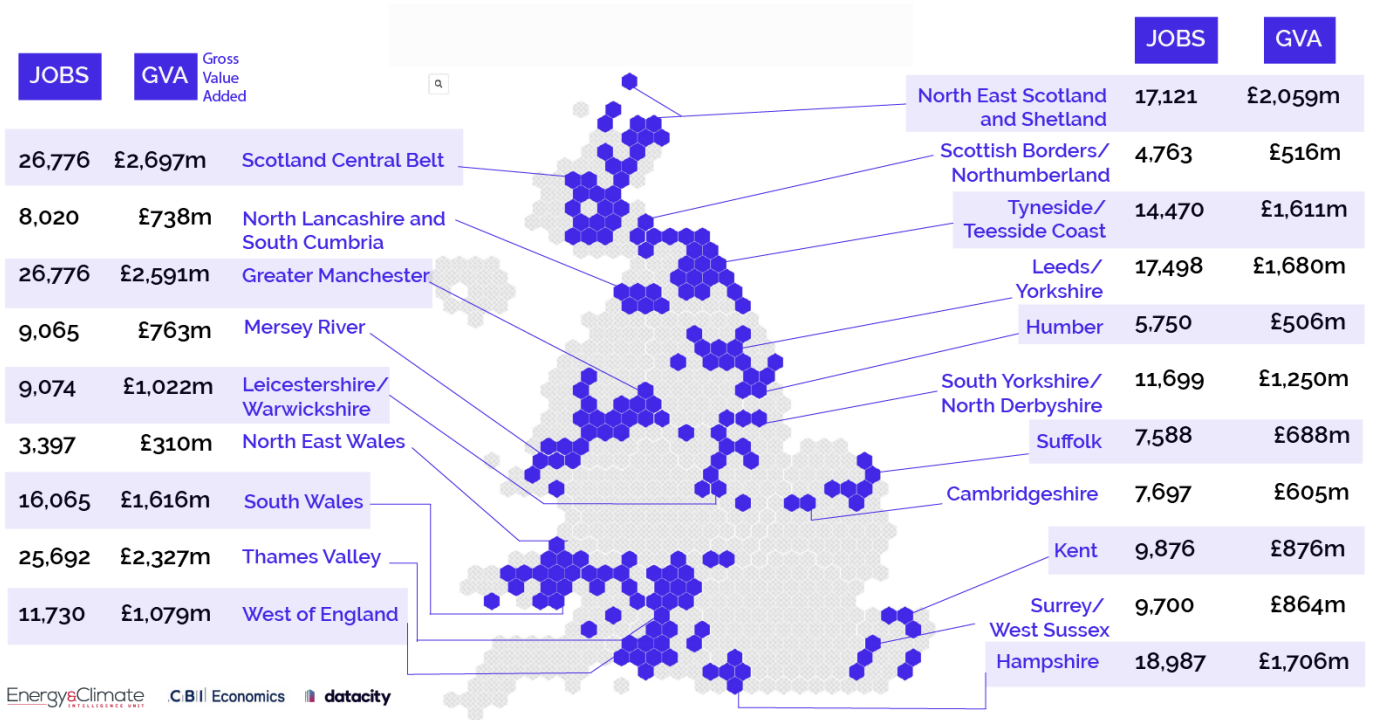 JOBS GVA Gross
Value
Added
26,776 £2,697m Scotland Central Belt
8,020 £738m North Lancashire and
South Cumbria
26,776 £2,591m Greater Manchester
9,065 £763m Mersey River
9,074 £1,022m Leicestershire/
Warwickshire
3,397 £310m North East Wales
16,065 £1,616m South Wales
25,692 £2,327m Thames Valley
11,730 £1,079m West of England
Energy&Climate
INTELLIGENCE UNIT
CBI Economics
datacity
JOBS GVA
North East Scotland
and Shetland 17,121 £2,059m
Scottish Borders/
Northumberland 4,763 £516m
Tyneside/
Teesside Coast 14,470 £1,611m
Leeds/
Yorkshire 17,498 £1,680m
Humber 5,750 £506m
South Yorkshire/
North Derbyshire 11,699 £1,250m
Suffolk 7,588 £688m
Cambridgeshire 7,697 £605m
Kent 9,876 £876m
Surrey/
West Sussex 9,700 £864m
Hampshire 18,987 £1,706m